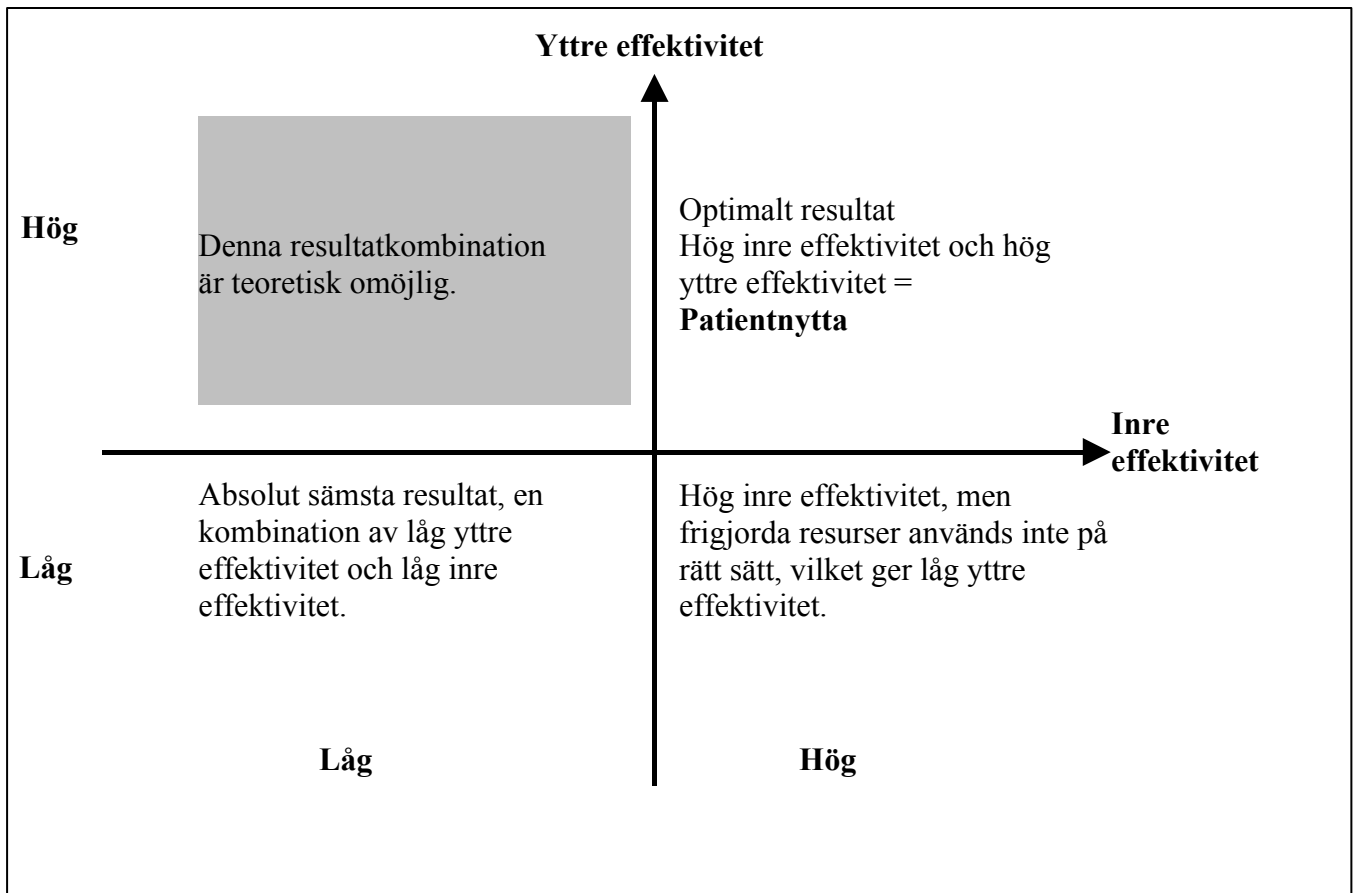 Yttre effektivitet
Hög
Denna resultatkombination
är teoretisk omöjlig.
Optimalt resultat
Hög inre effektivitet och hög
yttre effektivitet =
Patientnytta
Inre
effektivitet
Låg
Absolut sämsta resultat, en
kombination av låg yttre
effektivitet och låg inre
effektivitet.
Hög inre effektivitet, men
frigjorda resurser används inte på
rätt sätt, vilket ger låg yttre
effektivitet.
Låg
Hög